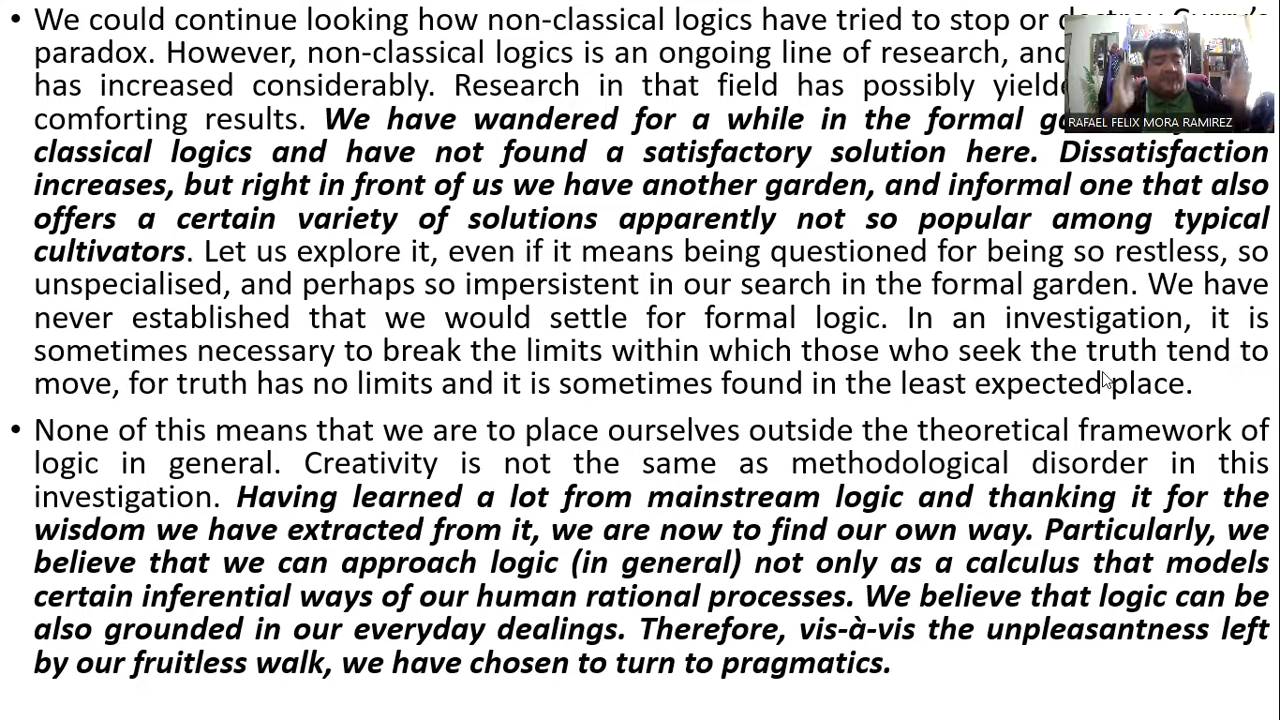 • We could continue looking how non-classical logics have tried to stop or
paradox. However, non-classical logics is an ongoing line of research, and
has increased considerably. Research in that field has possibly
comforting results. We have wandered for a while in the formal
classical logics and have not found a satisfactory solution here. Dissatisfaction
increases, but right in front of us we have another garden, and informal one that also
offers a certain variety of solutions apparently not so popular among typical
cultivators. Let us explore it, even if it means being questioned for being so restless, so
unspecialised, and perhaps so impersistent in our search in the formal garden. We have
never established that we would settle for formal logic. In an investigation, it is
sometimes necessary to break the limits within which those who seek the truth tend to
move, for truth has no limits and it is sometimes found in the least expected place.
• None of this means that we are to place ourselves outside the theoretical framework of
logic in general. Creativity is not the same as methodological disorder in this
investigation. Having learned a lot from mainstream logic and thanking it for the
wisdom we have extracted from it, we are now to find our own way. Particularly, we
believe that we can approach logic (in general) not only as a calculus that models
certain inferential ways of our human rational processes. We believe that logic can be
also grounded in our everyday dealings. Therefore, vis-à-vis the unpleasantness left
by our fruitless walk, we have chosen to turn to pragmatics.
RAFAEL FELIX MORA RAMIREZ